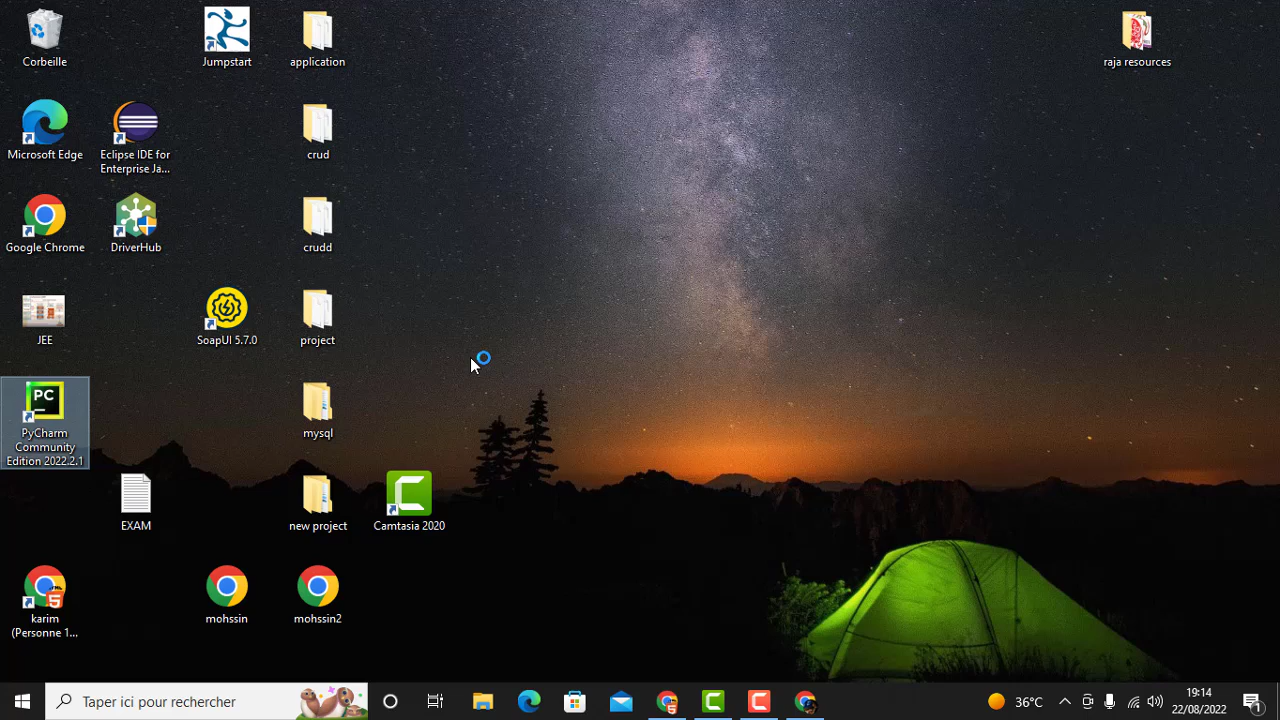 Corbeille
Jumpstart
application
raja resources
Microsoft Edge
Eclipse IDE for
Enterprise Ja...
crud
Google Chrome
DriverHub
crudd
JEE
SoapUI 5.7.0
project
PC
PyCharm
Community
Edition 2022.2.1
mysql
EXAM
new project
Camtasia 2020
karim
(Personne 1...
mohssin
mohssin2
Taper ici pour rechercher
19:14
22/08/2022